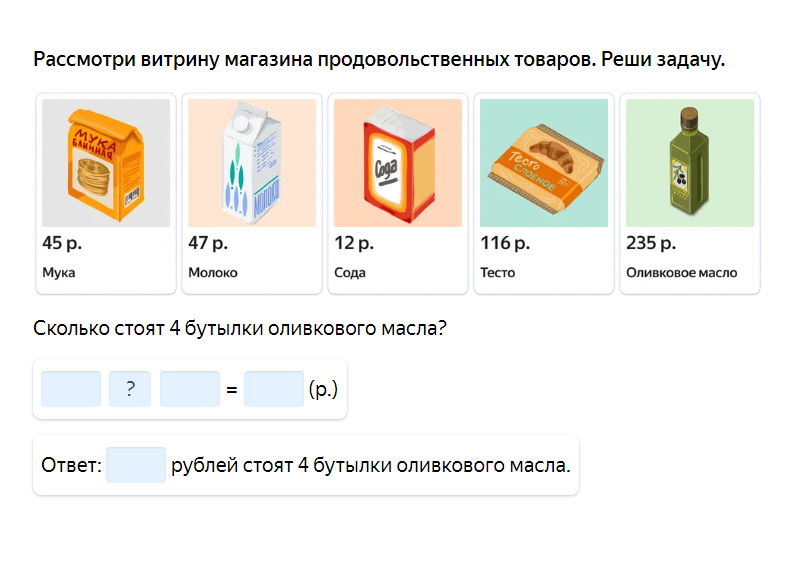 Рассмотри витрину магазина продовольственных товаров. Реши задачу.
МУКА
БЛИННАЯ
МОЛОКО
Сода
Тесто
СЛОЕНОЕ
45 р.
47 р.
12 р.
116 р.
235 р.
Мука
Молоко
Сода
Тесто
Оливковое масло
Сколько стоят 4 бутылки оливкового масла?
? = (р.)
Ответ: рублей стоят 4 бутылки оливкового масла.